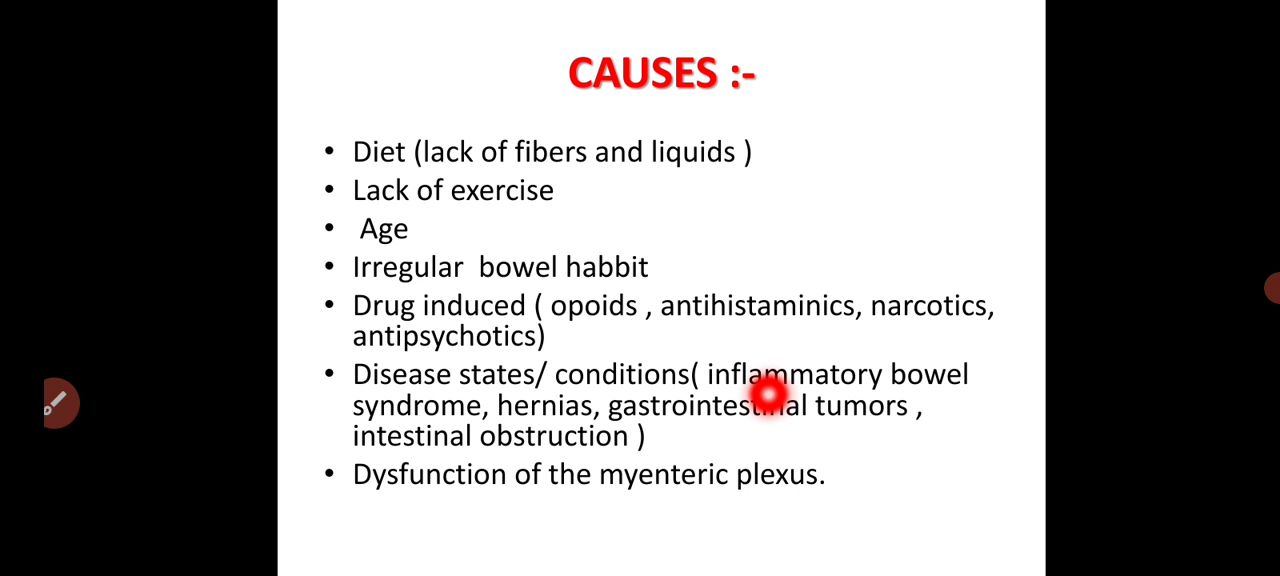 CAUSES :-
• Diet (lack of fibers and liquids )
• Lack of exercise
• Age
• Irregular bowel habbit
• Drug induced ( opoids , antihistaminics, narcotics,
antipsychotics)
• Disease states/ conditions( inflammatory bowel
syndrome, hernias, gastrointestinal tumors ,
intestinal obstruction )
• Dysfunction of the myenteric plexus.